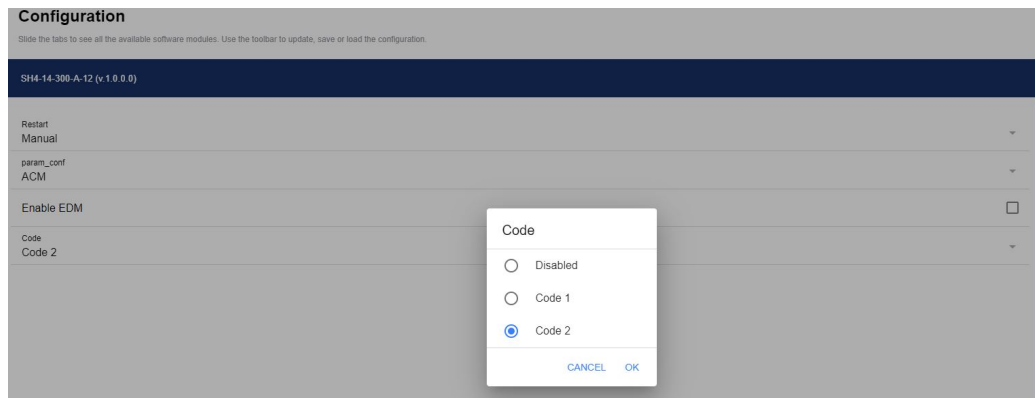 Configuration
Slide the tabs to see all the available software modules. Use the toolbar to update, save or load the configuration.
SH4-14-300-A-12 (v.1.0.0.0)
Restart
Manual
param_conf
ACM
Enable EDM
Code
Code 2
Code
Disabled
Code 1
Code 2
CANCEL OK